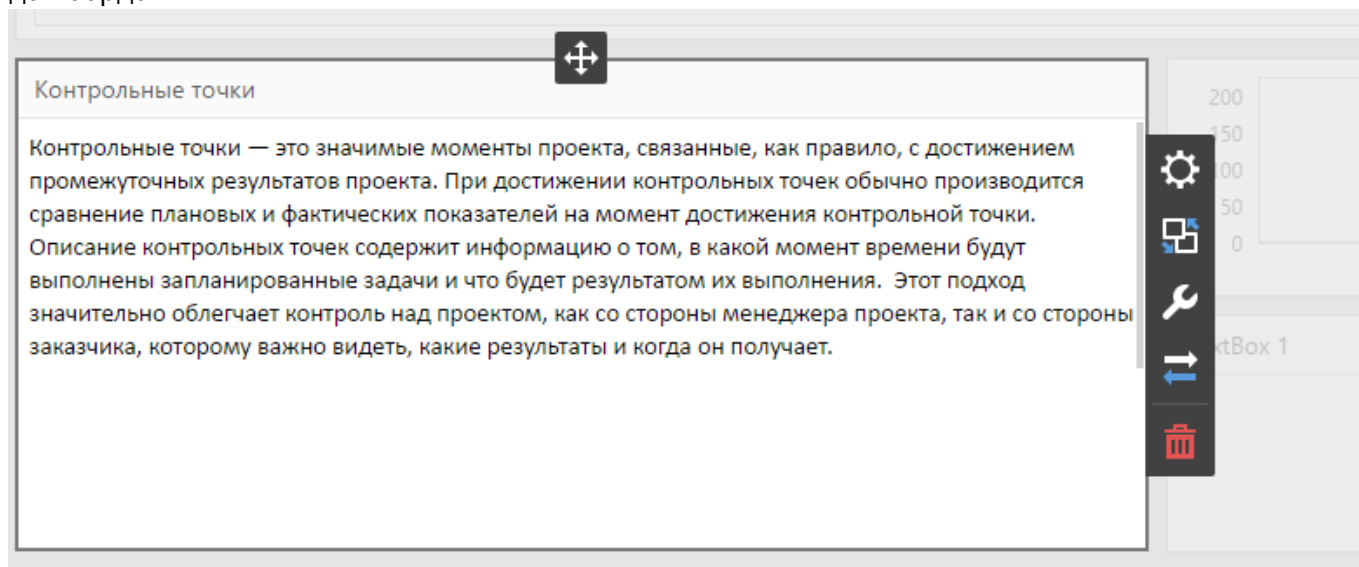 Контрольные точки
Контрольные точки — это значимые моменты проекта, связанные, как правило, с достижением
промежуточных результатов проекта. При достижении контрольных точек обычно производится
сравнение плановых и фактических показателей на момент достижения контрольной точки.
Описание контрольных точек содержит информацию о том, в какой момент времени будут
выполнены запланированные задачи и что будет результатом их выполнения.  Этот подход
значительно облегчает контроль над проектом, как со стороны менеджера проекта, так и со стороны
заказчика, которому важно видеть, какие результаты и когда он получает.
200
150
00
50
0
xtBox 1